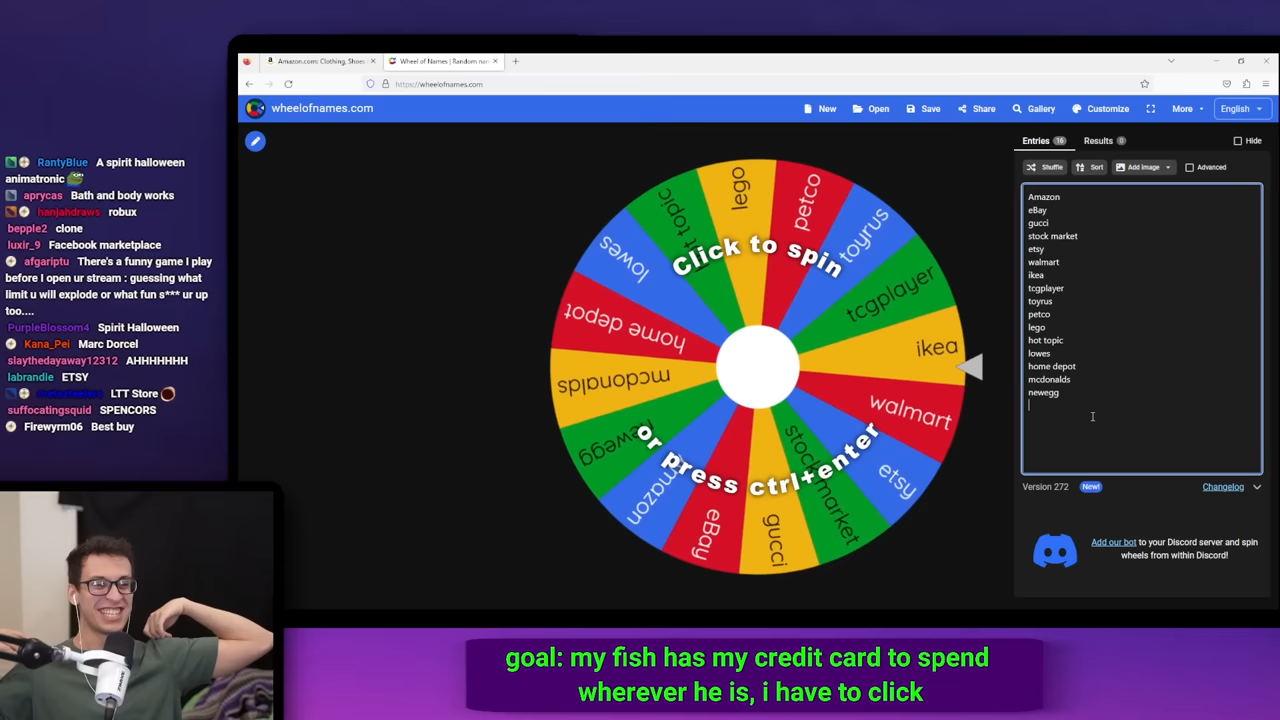 Amazon.com: Clothing, Shoes
Wheel of Names | Random nam
https://wheelofnames.com
wheelofnames.com
New
Open
Save
Share
Gallery
Customize
More
English
Entries 16
Results 0
Hide
Shuffle
Sort
Add image
Advanced
RantyBlue A spirit halloween
animatronic
aprycas Bath and body works
hanjahdraws robux
bepple2 clone
luxir_9 Facebook marketplace
afgariptu There's a funny game I play
before I open ur stream : guessing what
limit u will explode or what fun s*** ur up
too....
PurpleBlossom4 Spirit Halloween
Kana_Pei Marc Dorcel
slaythedayaway12312 AHHHHHHH
labrandie ETSY
LTT Store
suffocatingsquid SPENCORS
Firewyrm06 Best buy
Click to spin
or press ctrl+enter
lego
petco
toyrus
tcgplayer
ikea
walmart
etsy
stock market
gucci
eBay
amazon
newegg
mcdonalds
home depot
lowes
hot topic
Amazon
eBay
gucci
stock market
etsy
walmart
ikea
tcgplayer
toyrus
petco
lego
hot topic
lowes
home depot
mcdonalds
newegg
Version 272
New!
Changelog
Add our bot to your Discord server and spin
wheels from within Discord!
goal: my fish has my credit card to spend
wherever he is, i have to click